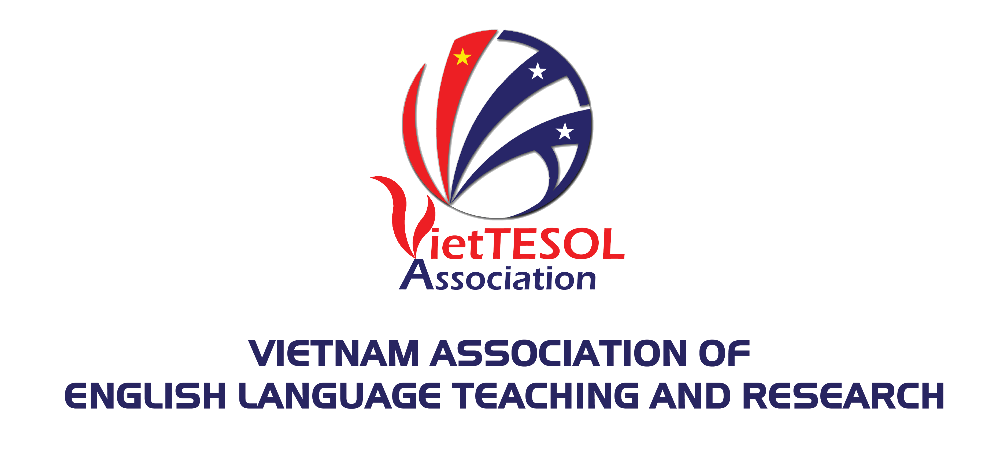 VietTESOL
Association
VIETNAM ASSOCIATION OF
ENGLISH LANGUAGE TEACHING AND RESEARCH